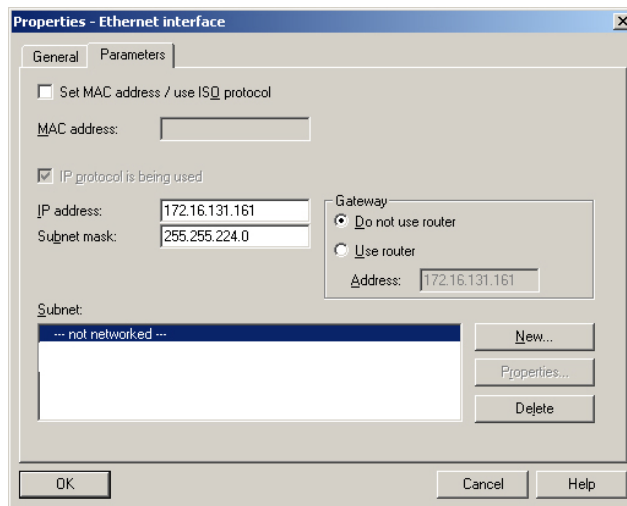 Properties - Ethernet interface
General Parameters
Set MAC address / use ISO protocol
MAC address:
IP protocol is being used
IP address: 172.16.131.161
Subnet mask: 255.255.224.0
Gateway
Do not use router
Use router
Address: 172.16.131.161
Subnet:
--- not networked ---
New...
Properties...
Delete
OK Cancel Help